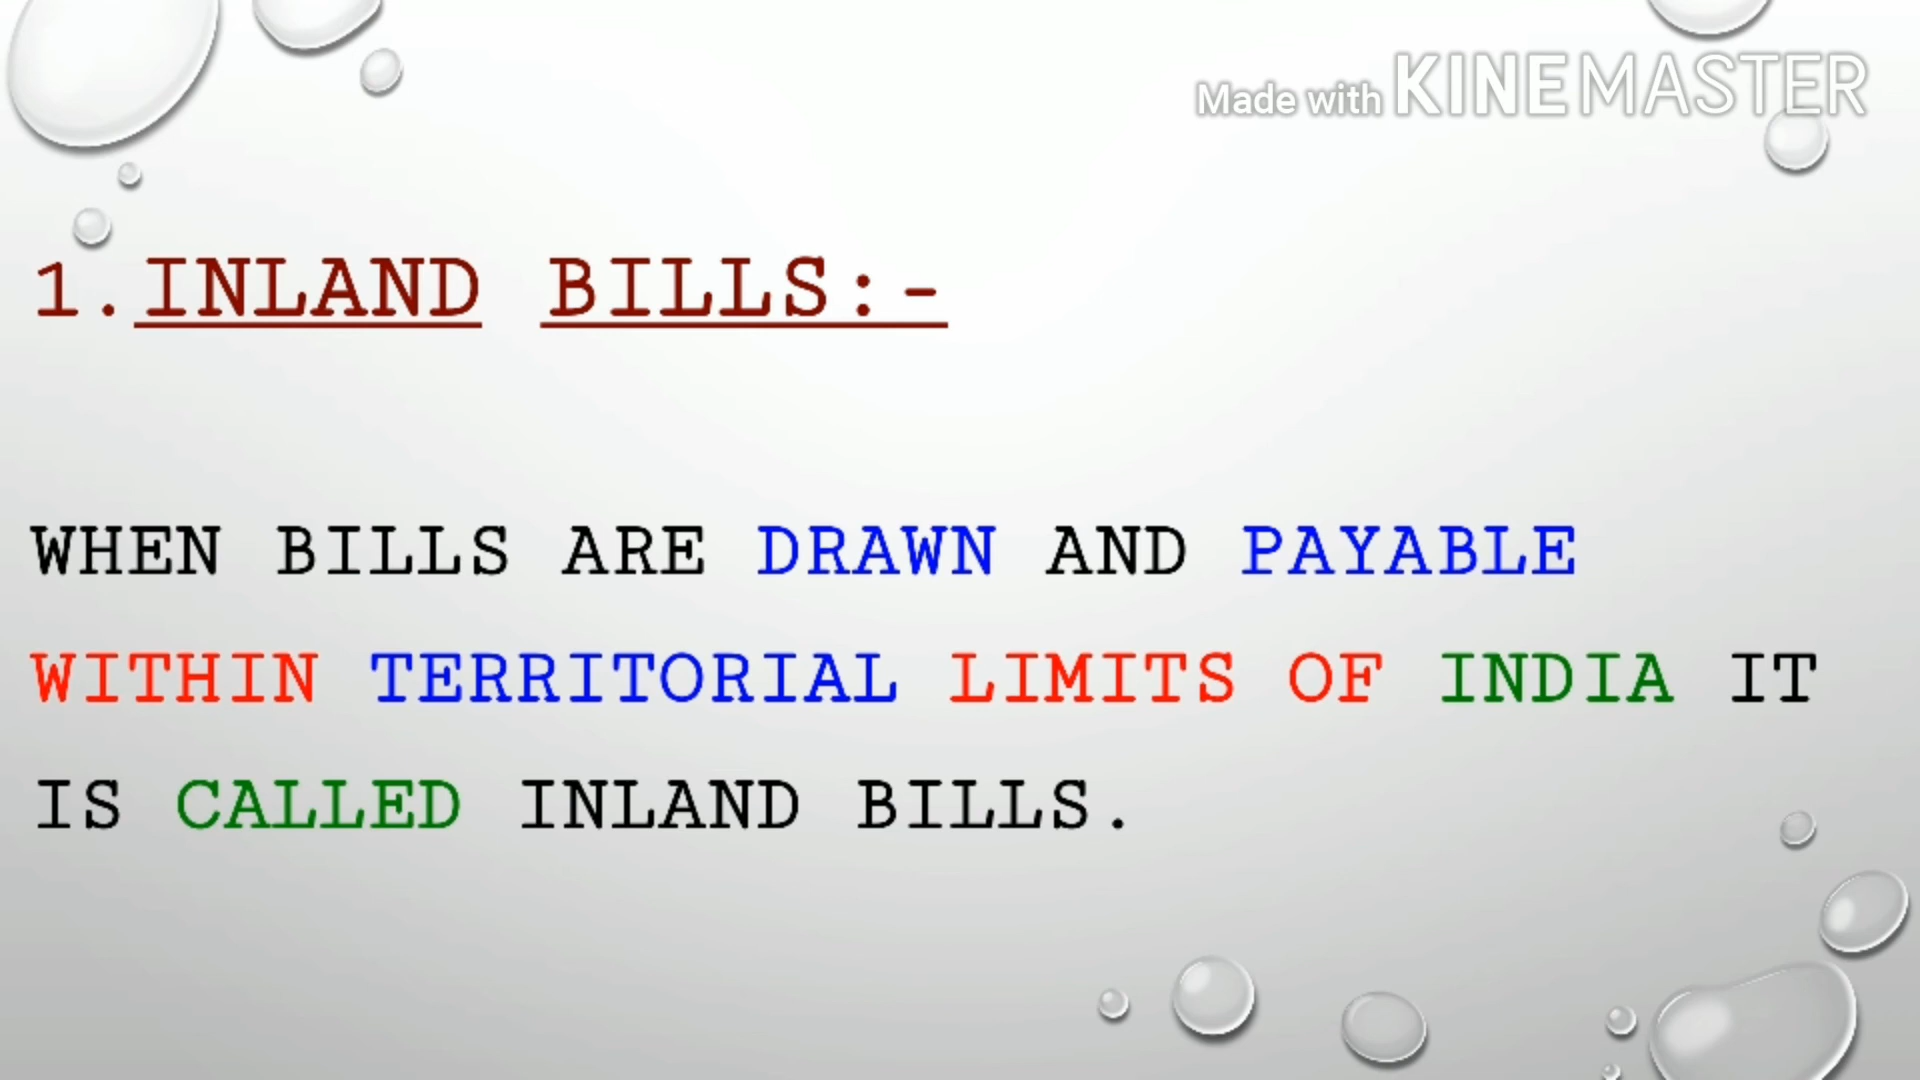 Made with KINEMASTER
1.INLAND BILLS:-
WHEN BILLS ARE DRAWN AND PAYABLE
WITHIN TERRITORIAL LIMITS OF INDIA IT
IS CALLED INLAND BILLS.